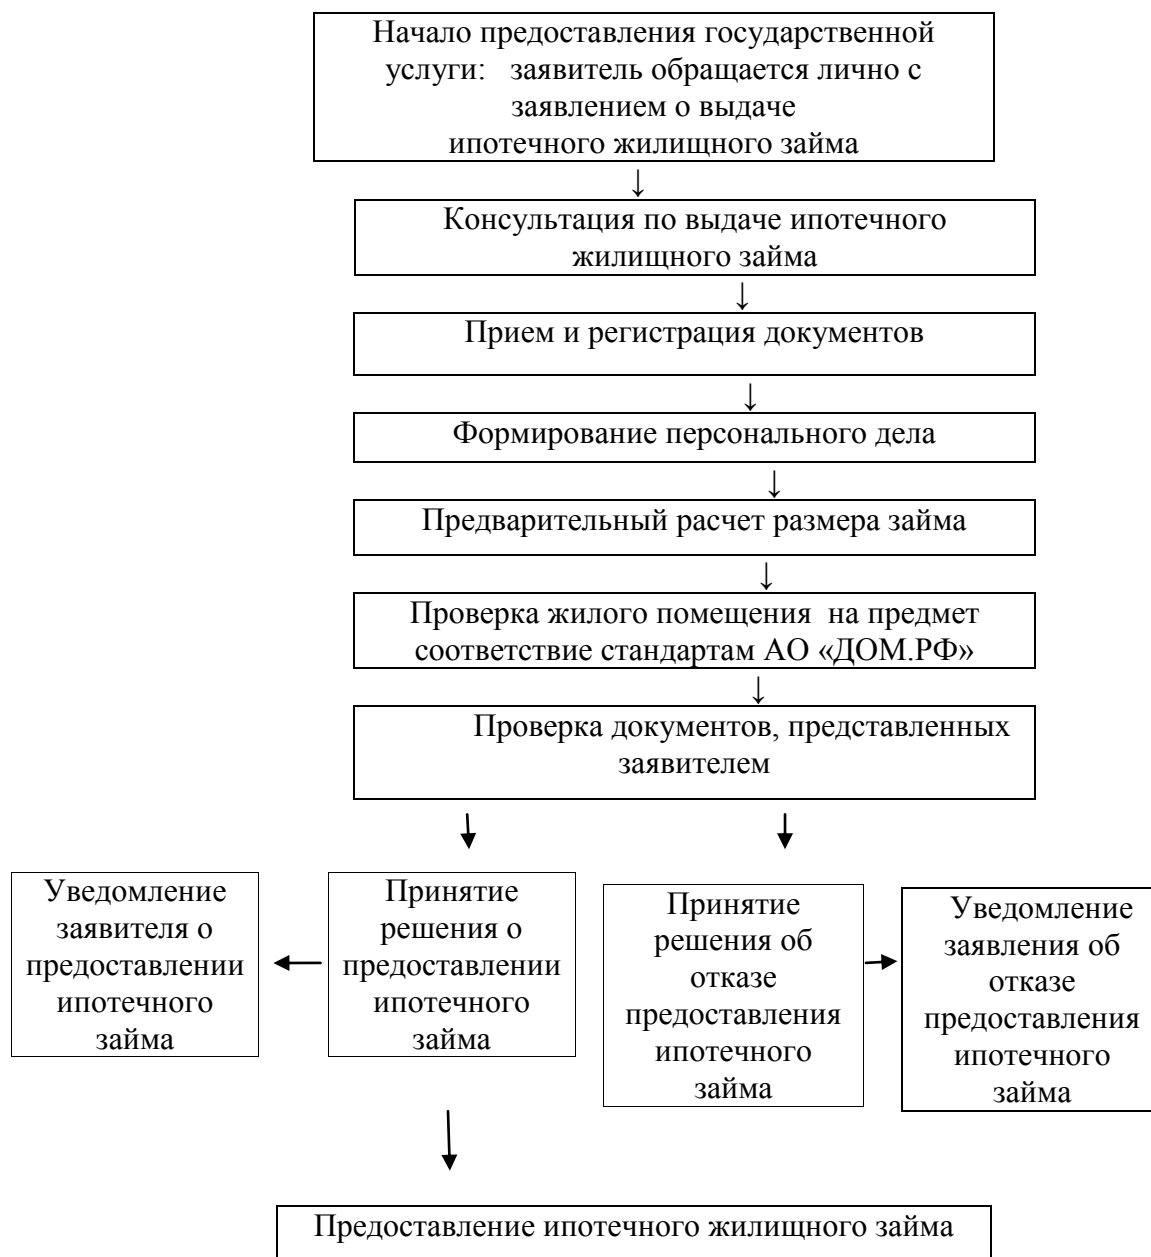 Начало предоставления государственной
услуги: заявитель обращается лично с
заявлением о выдаче
ипотечного жилищного займа
↓
Консультация по выдаче ипотечного
жилищного займа
↓
Прием и регистрация документов
↓
Формирование персонального дела
↓
Предварительный расчет размера займа
↓
Проверка жилого помещения на предмет
соответствие стандартам АО «ДОМ.РФ»
↓
Проверка документов, представленных
заявителем
Уведомление
заявителя о
предоставлении
ипотечного
займа
Принятие
решения о
предоставлении
ипотечного
займа
Принятие
решения об
отказе
предоставления
ипотечного
займа
Уведомление
заявления об
отказе
предоставления
ипотечного
займа
Предоставление ипотечного жилищного займа